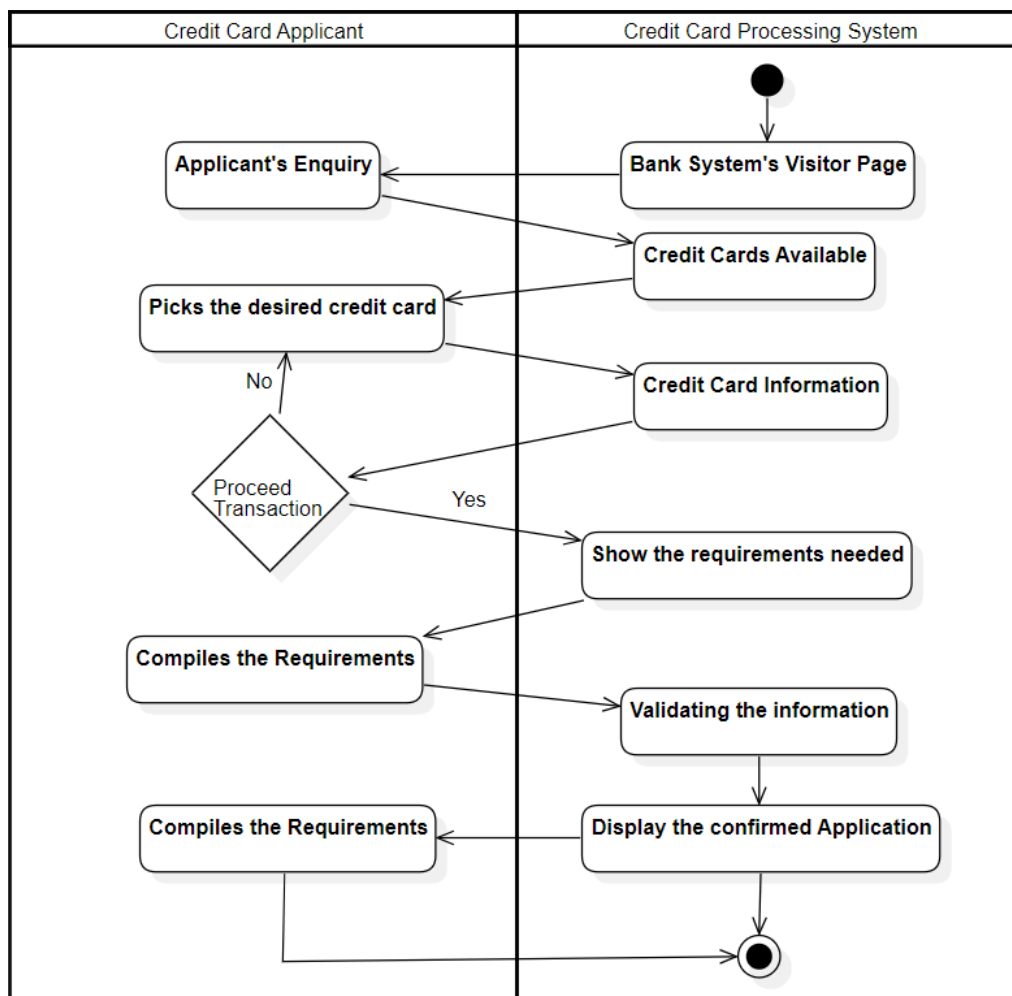 Credit Card Applicant
Credit Card Processing System
Bank System's Visitor Page
Applicant's Enquiry
Credit Cards Available
Picks the desired credit card
Credit Card Information
No
Proceed
Transaction
Yes
Show the requirements needed
Compiles the Requirements
Validating the information
Display the confirmed Application
Compiles the Requirements